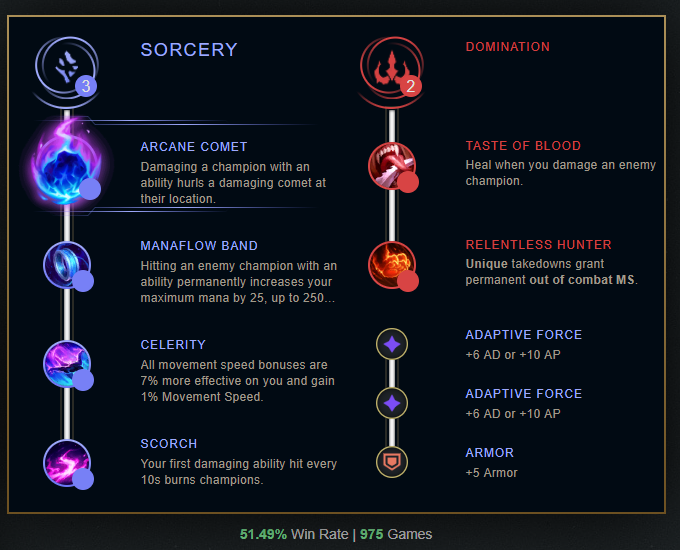 SORCERY
3
ARCANE COMET
Damaging a champion with an
ability hurls a damaging comet at
their location.
MANAFLOW BAND
Hitting an enemy champion with an
ability permanently increases your
maximum mana by 25, up to 250...
CELERITY
All movement speed bonuses are
7% more effective on you and gain
1% Movement Speed.
SCORCH
Your first damaging ability hit every
10s burns champions.
DOMINATION
2
TASTE OF BLOOD
Heal when you damage an enemy
champion.
RELENTLESS HUNTER
Unique takedowns grant
permanent out of combat MS.
ADAPTIVE FORCE
+6 AD or +10 AP
ADAPTIVE FORCE
+6 AD or +10 AP
ARMOR
+5 Armor
51.49% Win Rate | 975 Games